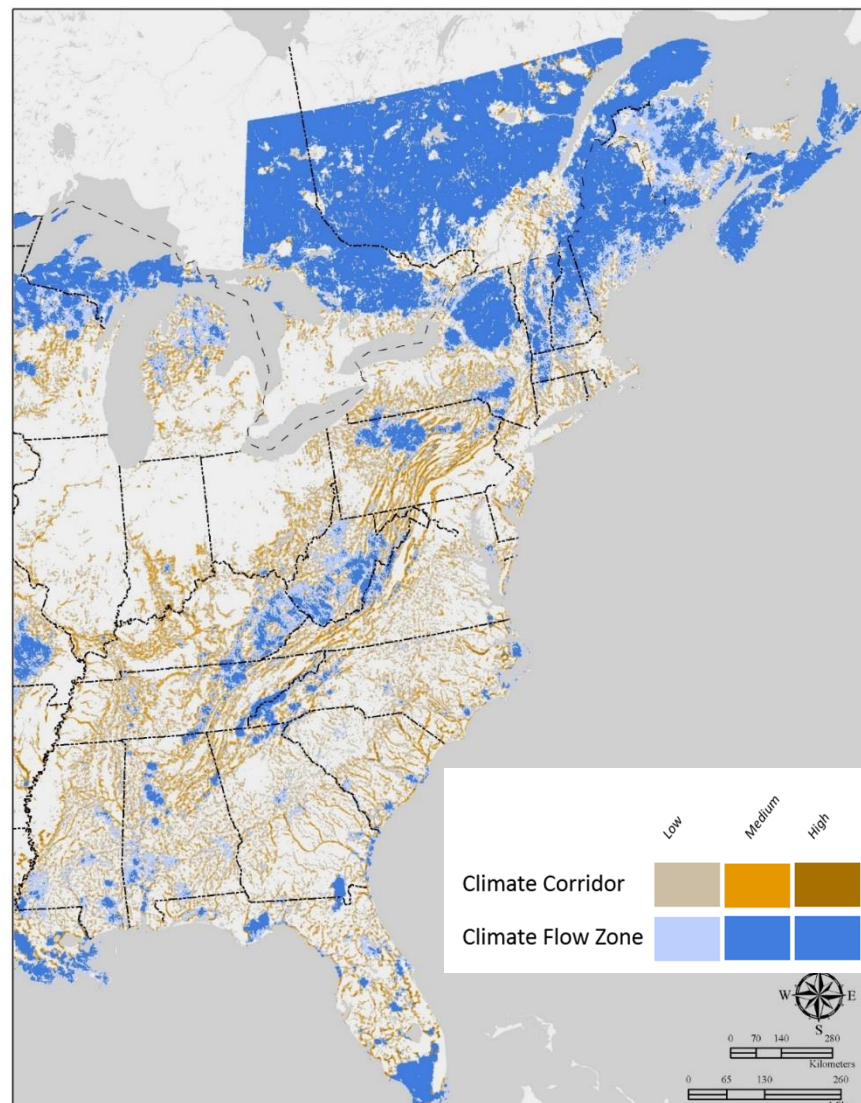 Low Medium High
Climate Corridor
Climate Flow Zone
N
W E
S
0 70 140 280
Kilometers
0 65 130 260